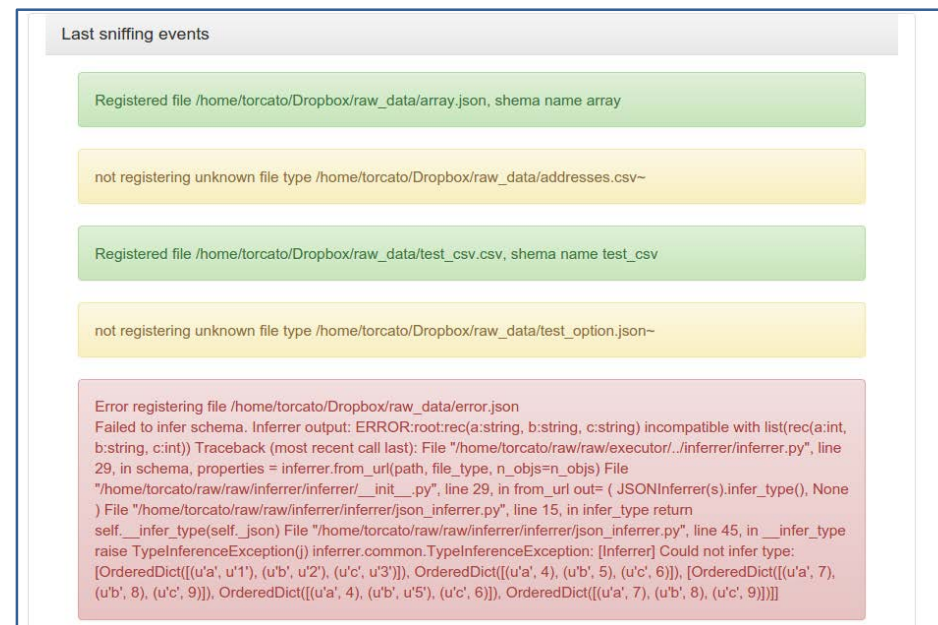 Last sniffing events
Registered file /home/torcato/Dropbox/raw_data/array.json, shema name array
not registering unknown file type /home/torcato/Dropbox/raw_data/addresses.csv~
Registered file /home/torcato/Dropbox/raw_data/test_csv.csv, shema name test_csv
not registering unknown file type /home/torcato/Dropbox/raw_data/test_option.json~
Error registering file /home/torcato/Dropbox/raw_data/error.json
Failed to infer schema. Inferrer output: ERROR:root:rec(a:string, b:string, c:string) incompatible with list(rec(a:int,
b:string, c:int)) Traceback (most recent call last): File "/home/torcato/raw/raw/executor/../inferrer/inferrer.py", line
29, in schema, properties = inferrer.from_url(path, file_type, n_objs=n_objs) File
"/home/torcato/raw/raw/inferrer/inferrer/__init__.py", line 29, in from_url out= ( JSONInferrer(s).infer_type(), None
) File "/home/torcato/raw/raw/inferrer/inferrer/json_inferrer.py", line 15, in infer_type return
self.__infer_type(self._json) File "/home/torcato/raw/raw/inferrer/inferrer/json_inferrer.py", line 45, in __infer_type
raise TypeInferenceException(j) inferrer.common.TypeInferenceException: [Inferrer] Could not infer type:
[OrderedDict([(u'a', u'1'), (u'b', u'2'), (u'c', u'3')]), OrderedDict([(u'a', 4), (u'b', 5), (u'c', 6)]), [OrderedDict([(u'a', 7),
(u'b', 8), (u'c', 9)]), OrderedDict([(u'a', 4), (u'b', u'5'), (u'c', 6)]), OrderedDict([(u'a', 7), (u'b', 8), (u'c', 9)])]]